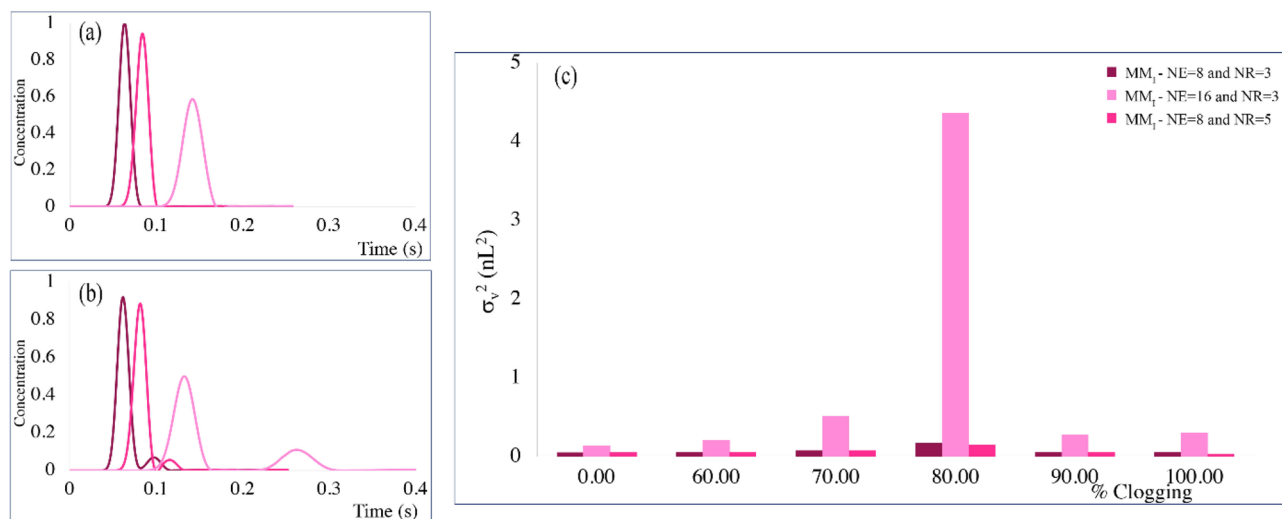 (a)
Concentration
1
0.8
0.6
0.4
0.2
0
0 0.1 0.2 0.3 0.4
Time (s)
(b)
Concentration
1
0.8
0.6
0.4
0.2
0
0 0.1 0.2 0.3 0.4
Time (s)
(c)
MM₁- NE=8 and NR=3
MM₁- NE=16 and NR=3
MM₁- NE=8 and NR=5
σᵥ² (nL²)
5
4
3
2
1
0
0.00 60.00 70.00 80.00 90.00 100.00
% Clogging